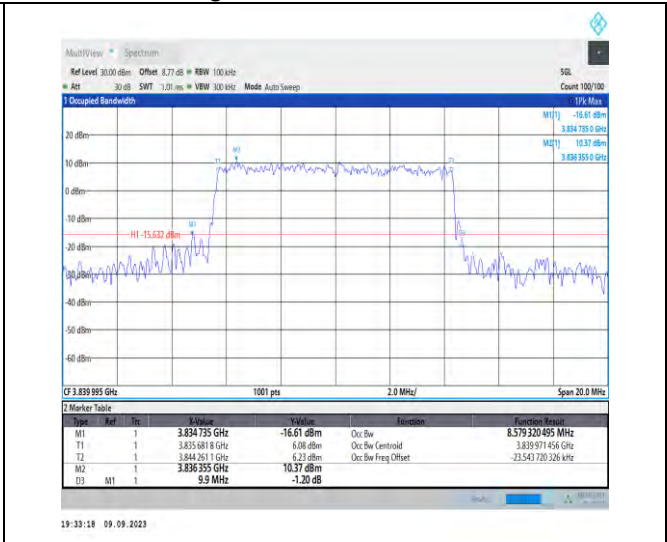 MultiView Spectrum
Ref Level 30.00 dBm Offset 8.77 dB RBW 100 kHz SGL
Att 30 dB SWT 1.01 ms VBW 300 kHz Mode Auto Sweep Count 100/100
1 Occupied Bandwidth 1Pk Max
M1[1] -16.61 dBm
3.834 735 0 GHz
20 dBm
M2[1] 10.37 dBm
3.836 355 0 GHz
M2
10 dBm
T1
0 dBm
-10 dBm
M1
H1 -15.632 dBm
-20 dBm
-30 dBm
-40 dBm
-50 dBm
-60 dBm
CF 3.839 995 GHz 1001 pts 2.0 MHz/ Span 20.0 MHz
2 Marker Table
Type Ref Trc X-Value Y-Value Function Function Result
M1 1 3.834 735 GHz -16.61 dBm Occ Bw 8.579 320 495 MHz
T1 1 3.835 681 8 GHz 6.08 dBm Occ Bw Centroid 3.839 971 456 GHz
T2 1 3.844 261 1 GHz 6.23 dBm Occ Bw Freq Offset -23.543 720 326 kHz
M2 1 3.836 355 GHz 10.37 dBm
D3 M1 1 9.9 MHz -1.20 dB
19:33:18 09.09.2023